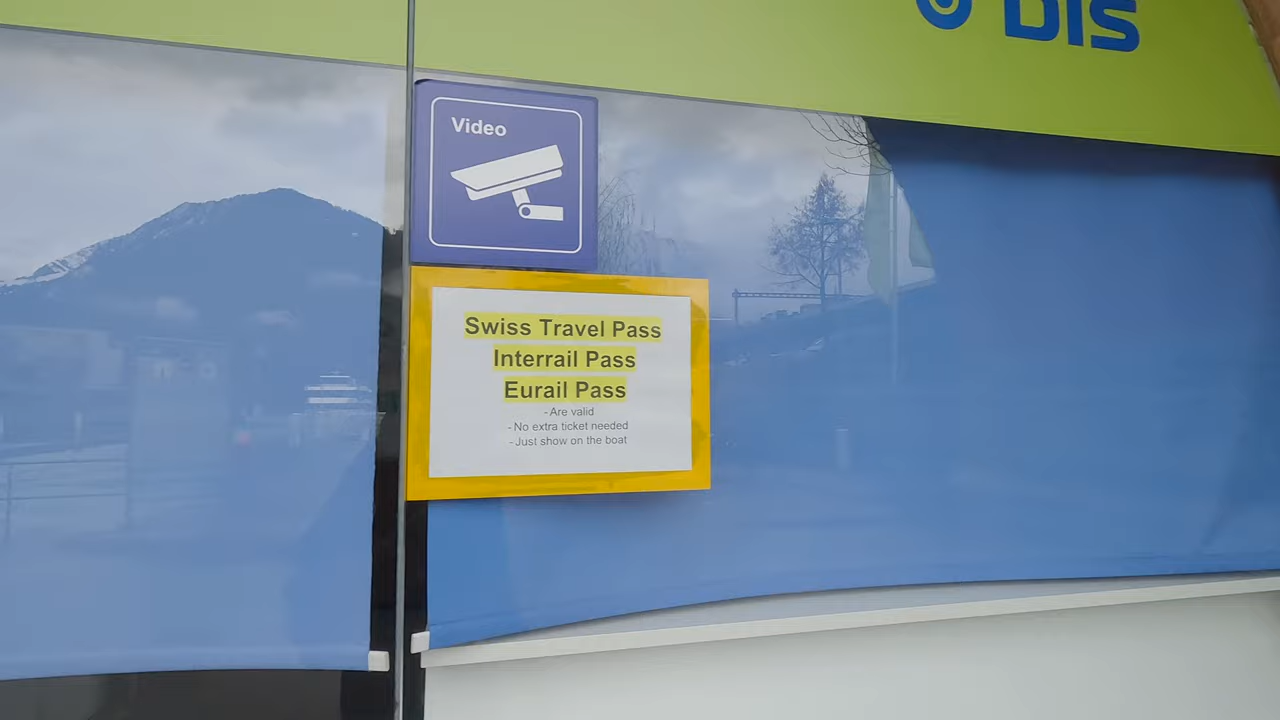 DIS
Video
Swiss Travel Pass
Interrail Pass
Eurail Pass
- Are valid
- No extra ticket needed
- Just show on the boat